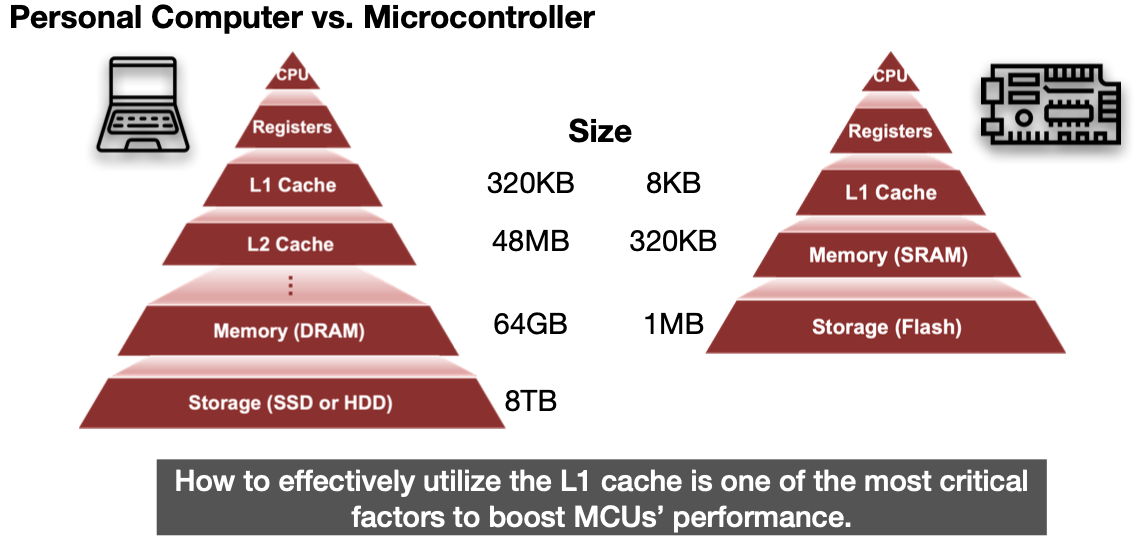 Personal Computer vs. Microcontroller
CPU
Registers
L1 Cache
L2 Cache
⋮
Memory (DRAM)
Storage (SSD or HDD)
Size
320KB 8KB
48MB 320KB
64GB 1MB
8TB
CPU
Registers
L1 Cache
Memory (SRAM)
Storage (Flash)
How to effectively utilize the L1 cache is one of the most critical
factors to boost MCUs’ performance.